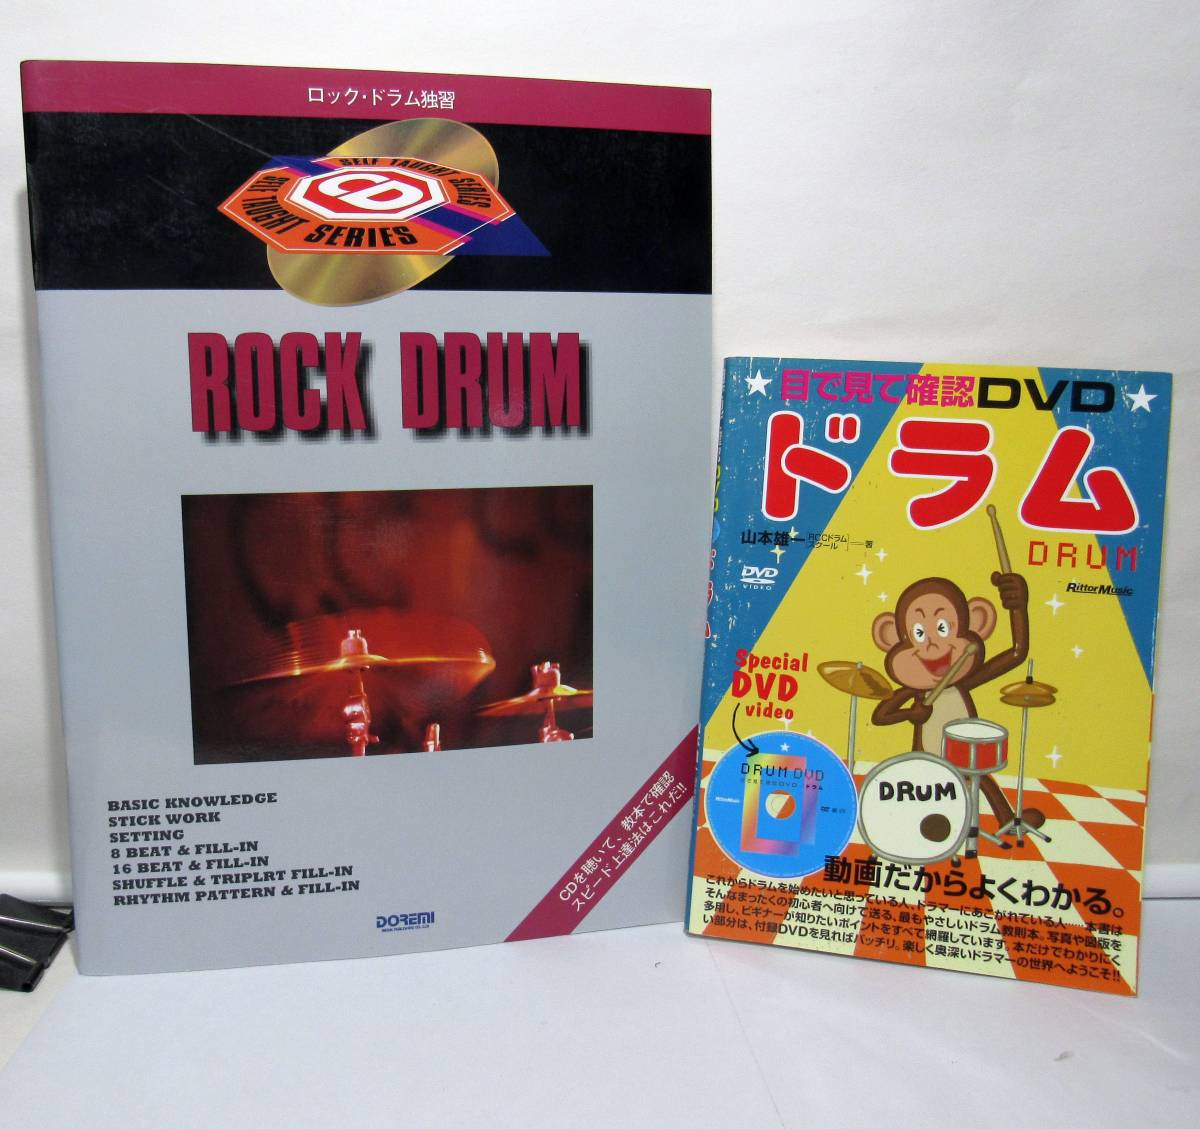 ロック・ドラム独習
SELF TAUGHT SERIES
CD
SELF TAUGHT SERIES
ROCK DRUM
BASIC KNOWLEDGE
STICK WORK
SETTING
8 BEAT & FILL-IN
16 BEAT & FILL-IN
SHUFFLE & TRIPLRT FILL-IN
RHYTHM PATTERN & FILL-IN
CDを聴いて、教本で確認
スピード上達法はこれだ!!
DOREMI
MUSIC PUBLISHING CO.,LTD
★目で見て確認DVD★
ドラム
DRUM
山本雄一[RCCドラムスクール]──著
DVD
VIDEO
RittorMusic
Special
DVD
video
DRUM DVD
RittorMusic
DRUM
動画だからよくわかる。
これからドラムを始めたいと思っている人、ドラマーにあこがれている人……本書は
そんなまったくの初心者へ向けて送る、最もやさしいドラム教則本。写真や図版を
多用し、ビギナーが知りたいポイントをすべて網羅しています。本だけでわかりにく
い部分は、付録DVDを見ればバッチリ。楽しく奥深いドラマーの世界へようこそ!!